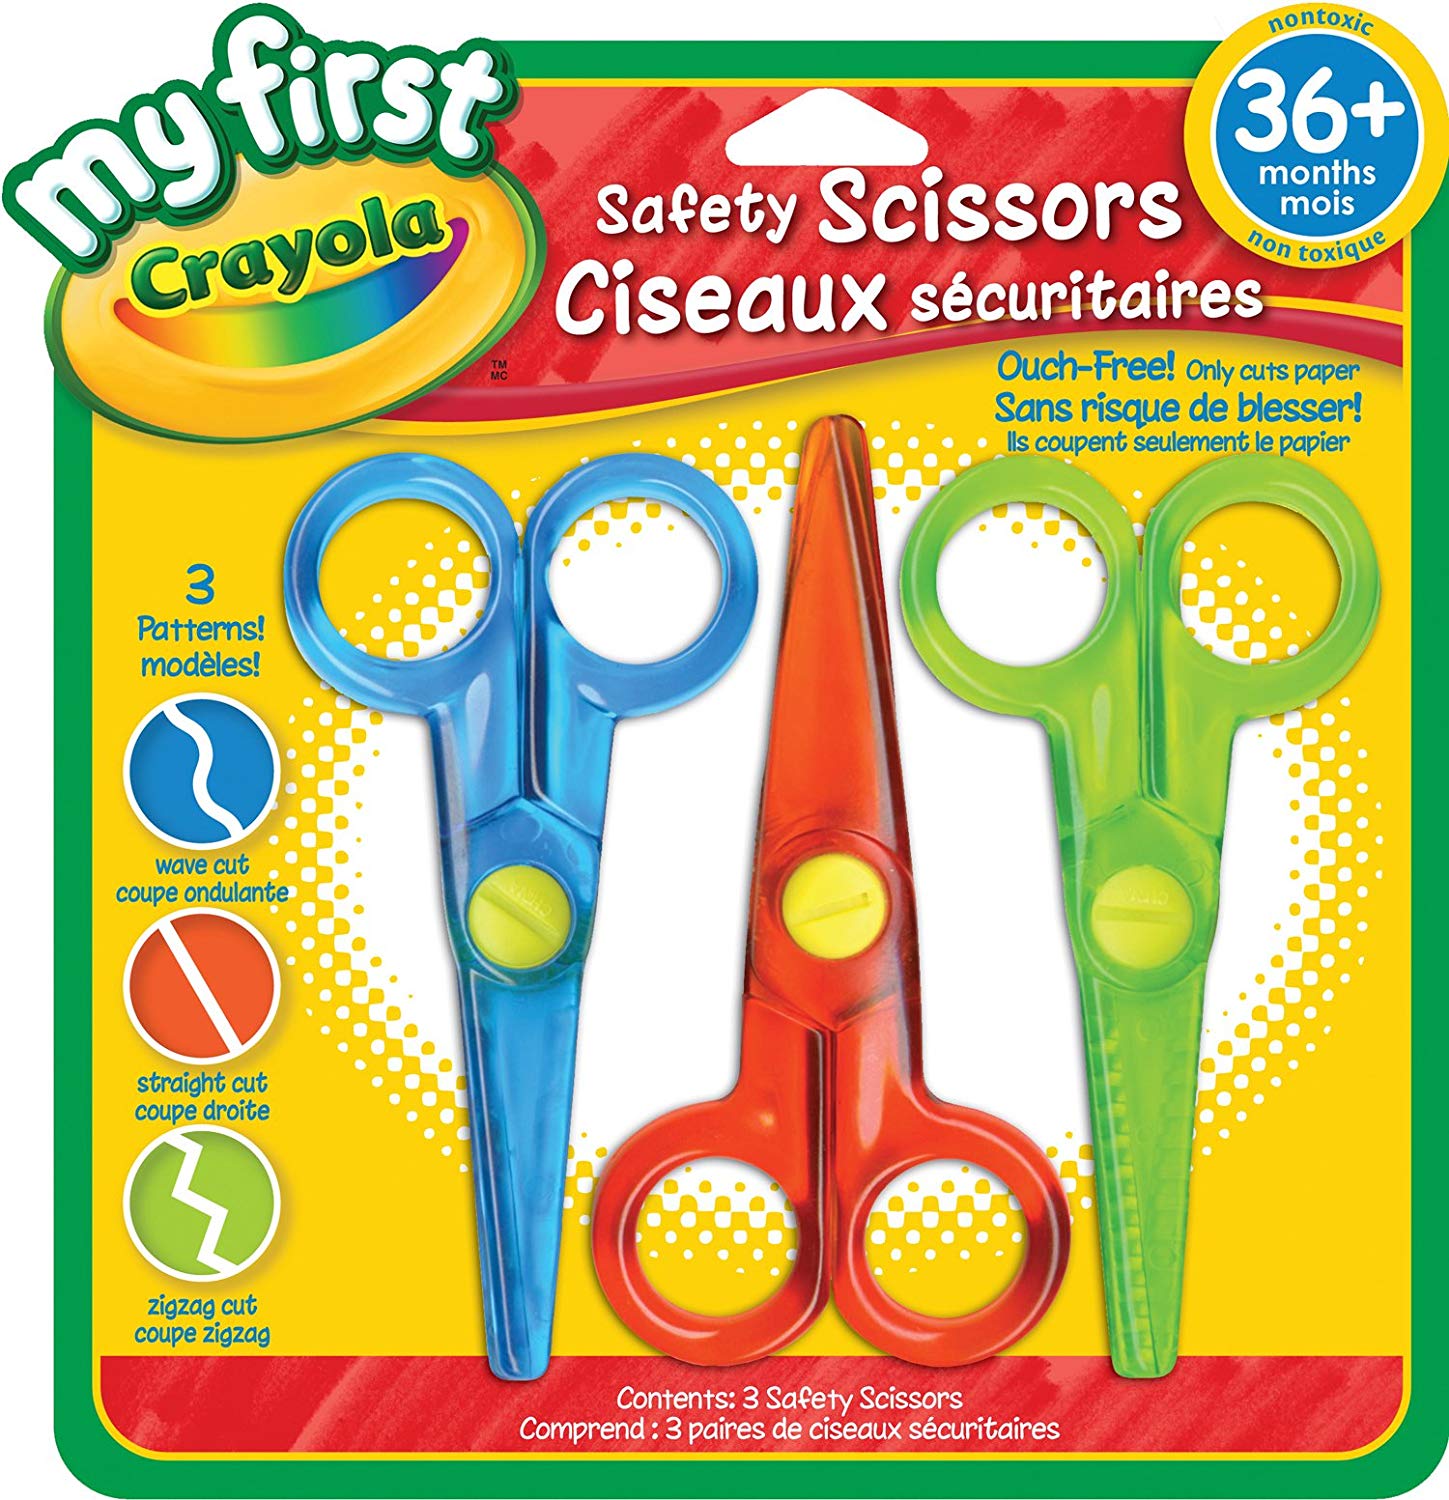 my first
Crayola
TM
MC
nontoxic
36+
months
mois
non toxique
Safety Scissors
Ciseaux sécuritaires
Ouch-Free! Only cuts paper
Sans risque de blesser!
Ils coupent seulement le papier
3
Patterns!
modèles!
wave cut
coupe ondulante
straight cut
coupe droite
zigzag cut
coupe zigzag
Contents: 3 Safety Scissors
Comprend : 3 paires de ciseaux sécuritaires